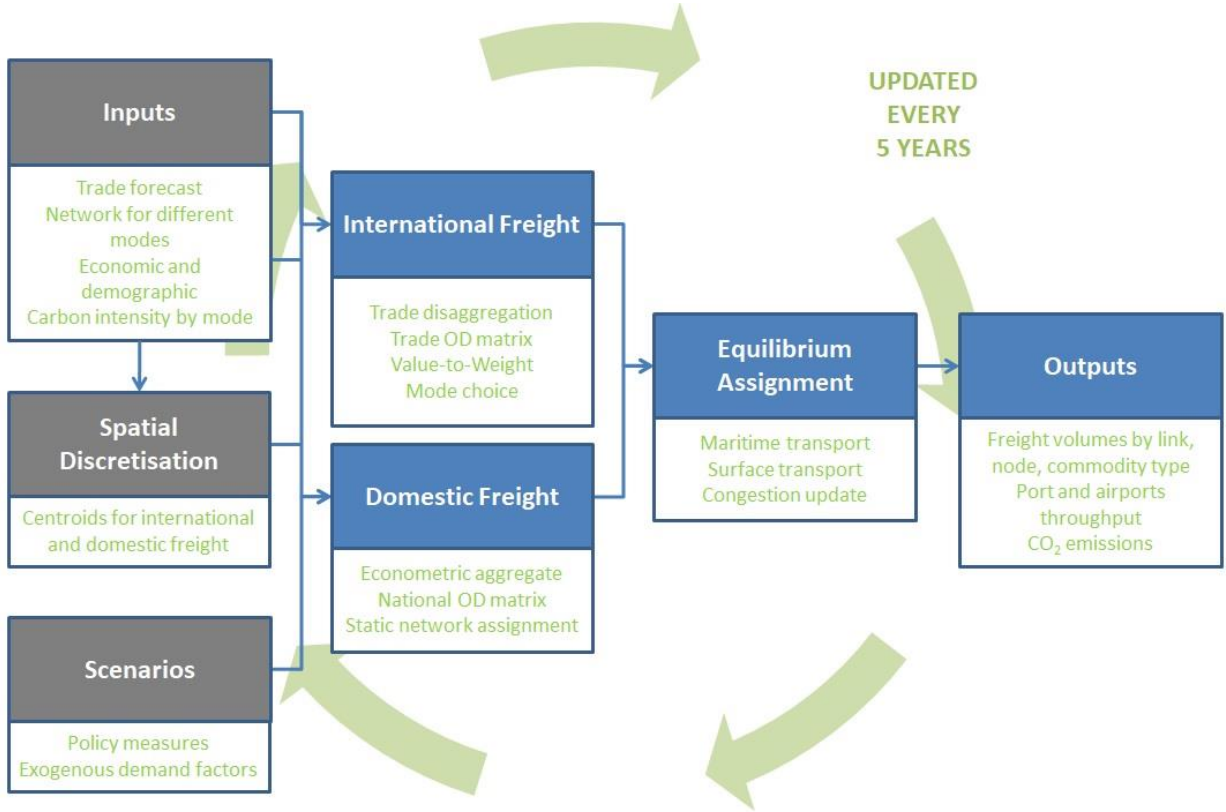 UPDATED
EVERY
5 YEARS
Inputs
Trade forecast
Network for different
modes
Economic and
demographic
Carbon intensity by mode
Spatial
Discretisation
Centroids for international
and domestic freight
Scenarios
Policy measures
Exogenous demand factors
International Freight
Trade disaggregation
Trade OD matrix
Value-to-Weight
Mode choice
Domestic Freight
Econometric aggregate
National OD matrix
Static network assignment
Equilibrium
Assignment
Maritime transport
Surface transport
Congestion update
Outputs
Freight volumes by link,
node, commodity type
Port and airports
throughput
CO₂ emissions